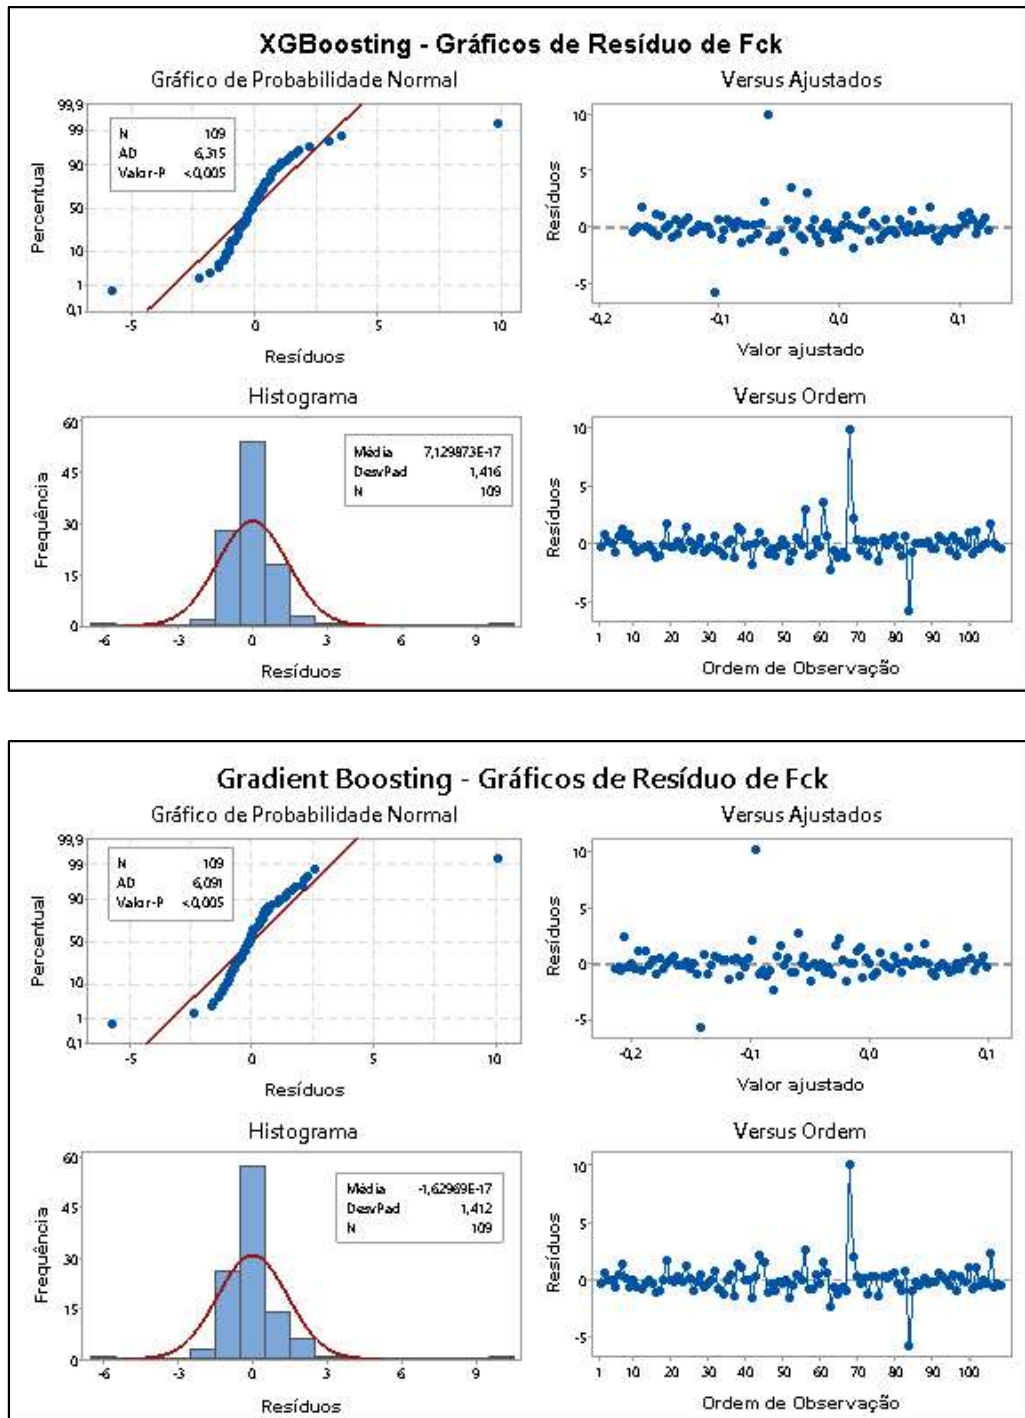 XGBoosting - Gráficos de Resíduo de Fck
Gráfico de Probabilidade Normal
99,9
99
90
50
10
1
0,1
Percentual
N 109
AD 6,315
Valor-P <0,005
-5 0 5 10
Resíduos
Versus Ajustados
10
5
0
-5
Resíduos
-0,2 -0,1 0,0 0,1
Valor ajustado
Histograma
60
45
30
15
0
Frequência
Média 7,129873E-17
DesvPad 1,416
N 109
-6 -3 0 3 6 9
Resíduos
Versus Ordem
10
5
0
-5
Resíduos
1 10 20 30 40 50 60 70 80 90 100
Ordem de Observação
Gradient Boosting - Gráficos de Resíduo de Fck
Gráfico de Probabilidade Normal
99,9
99
90
50
10
1
0,1
Percentual
N 109
AD 6,091
Valor-P <0,005
-5 0 5 10
Resíduos
Versus Ajustados
10
5
0
-5
Resíduos
-0,2 -0,1 0,0 0,1
Valor ajustado
Histograma
60
45
30
15
0
Frequência
Média -1,62969E-17
DesvPad 1,412
N 109
-6 -3 0 3 6 9
Resíduos
Versus Ordem
10
5
0
-5
Resíduos
1 10 20 30 40 50 60 70 80 90 100
Ordem de Observação